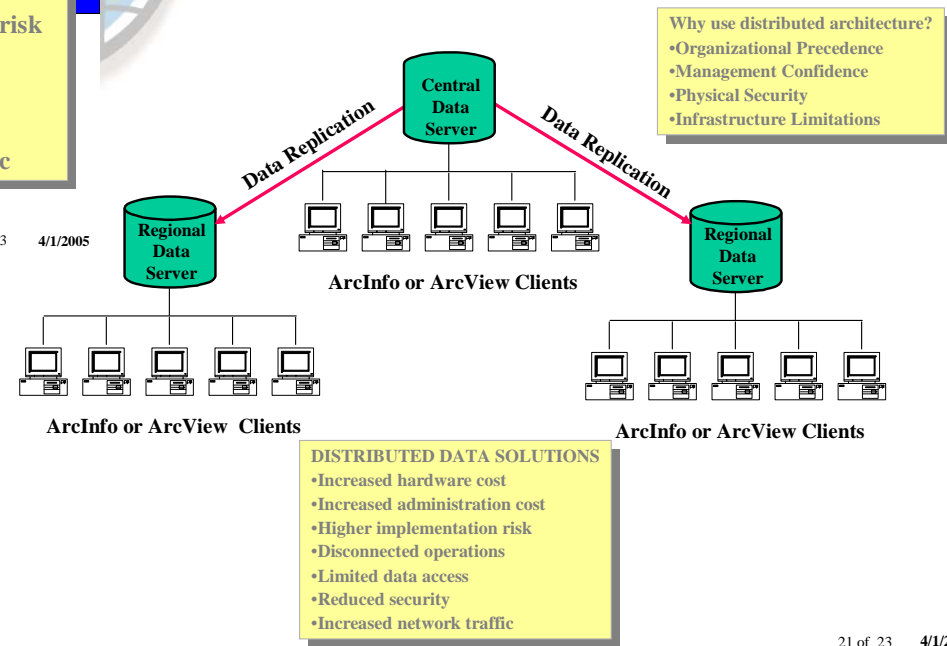 risk
c
3 4/1/2005
Why use distributed architecture?
•Organizational Precedence
•Management Confidence
•Physical Security
•Infrastructure Limitations
Central
Data
Server
Data Replication
Data Replication
Regional
Data
Server
Regional
Data
Server
ArcInfo or ArcView Clients
ArcInfo or ArcView Clients
ArcInfo or ArcView Clients
DISTRIBUTED DATA SOLUTIONS
•Increased hardware cost
•Increased administration cost
•Higher implementation risk
•Disconnected operations
•Limited data access
•Reduced security
•Increased network traffic
21 of 23 4/1/2